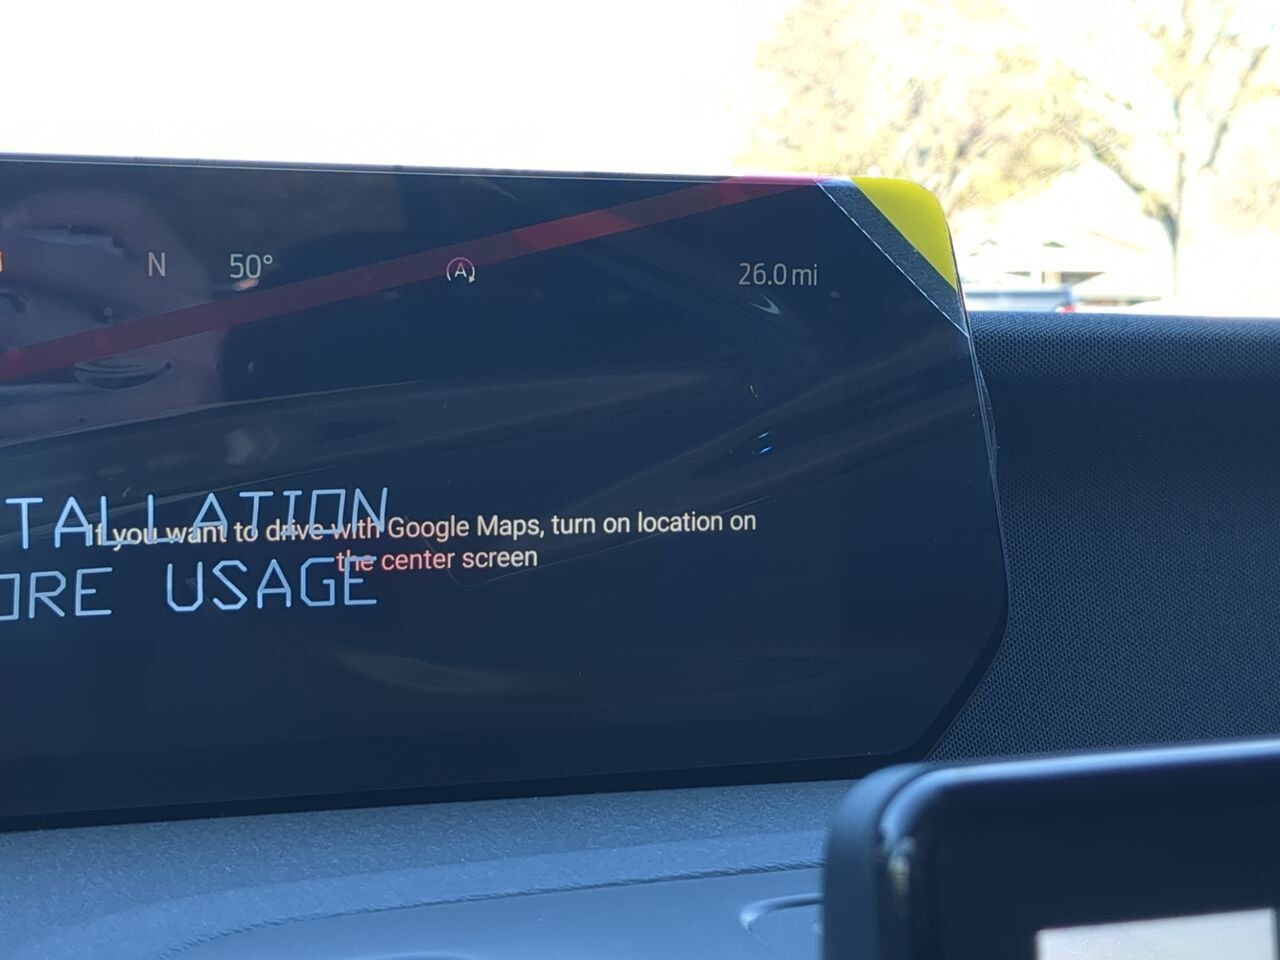 N 50° A 26.0 mi
TALLATION
If you want to drive with Google Maps, turn on location on
the center screen
ORE USAGE